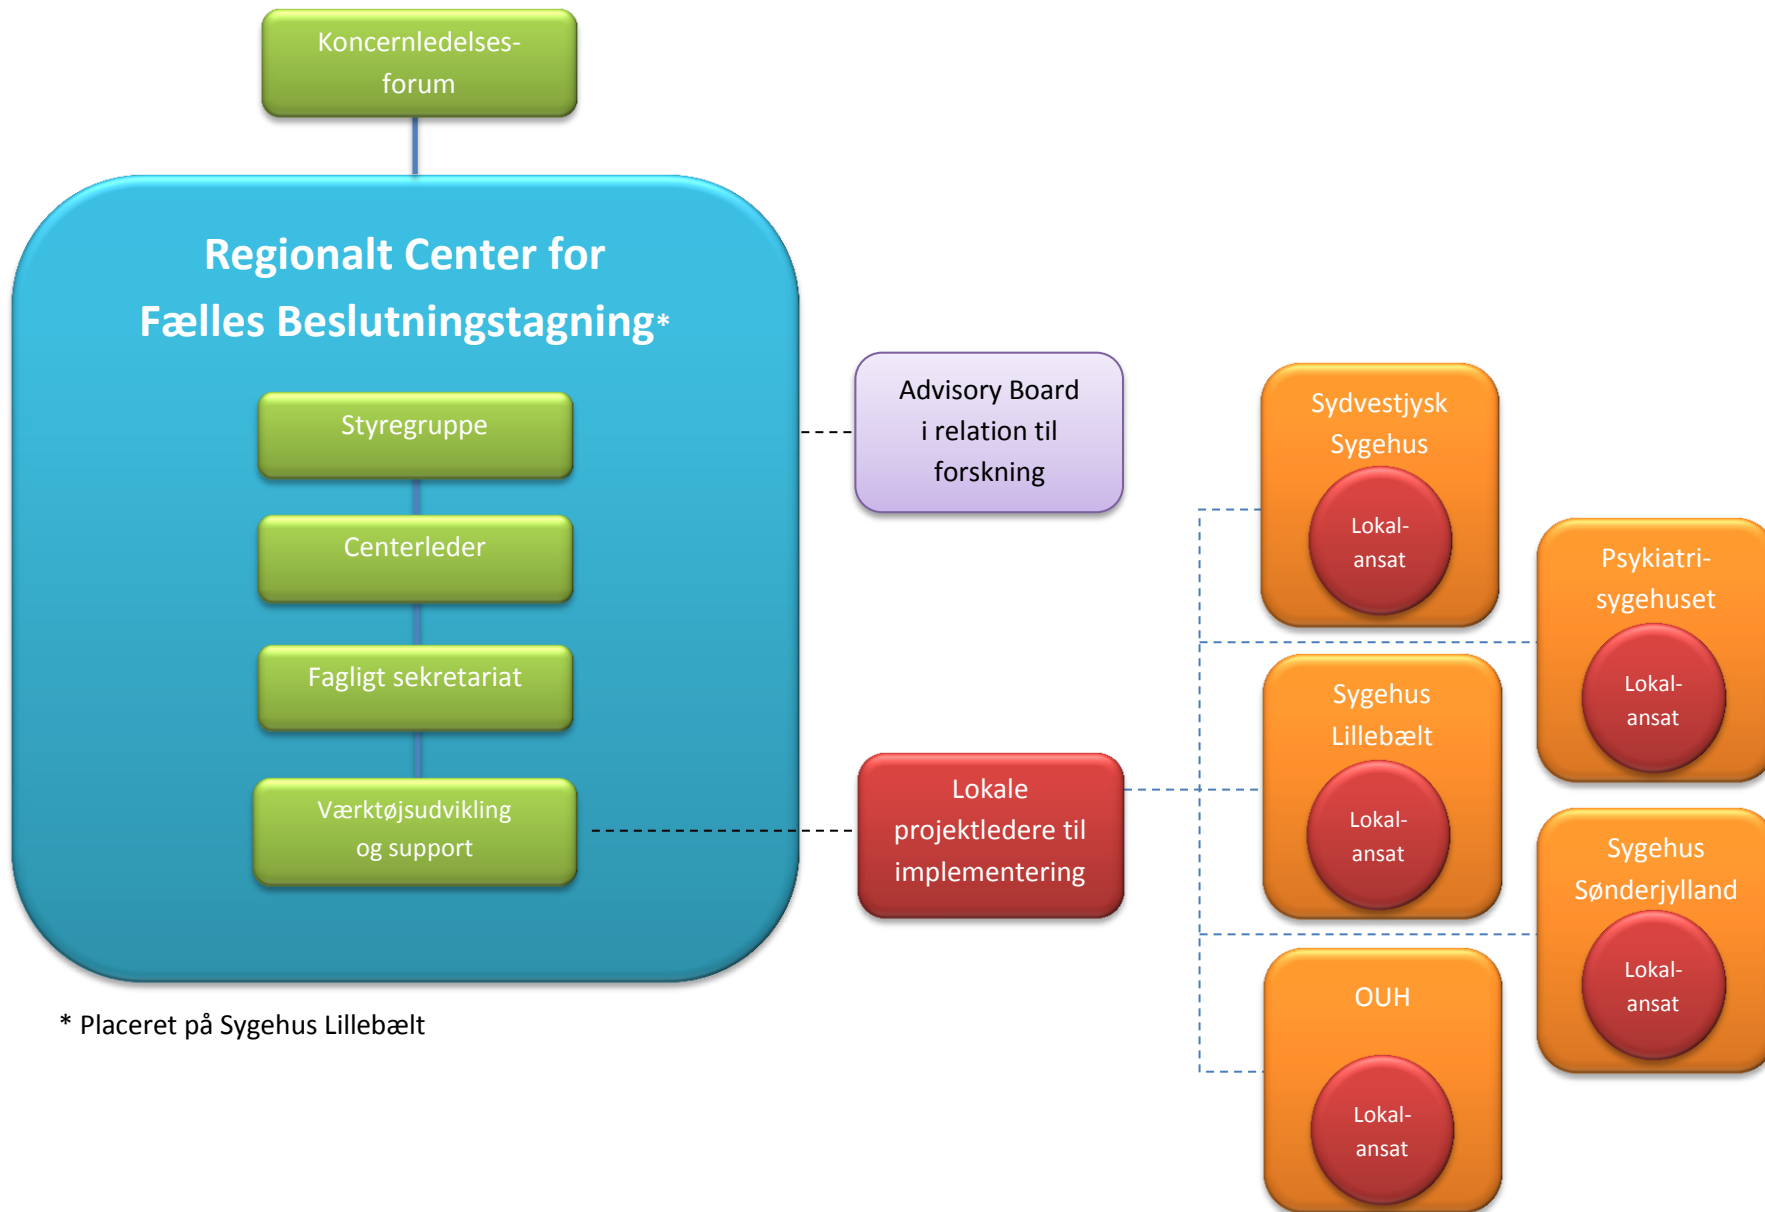 Koncernledelses-
forum
Regionalt Center for
Fælles Beslutningstagning*
Styregruppe
Centerleder
Fagligt sekretariat
Værktøjsudvikling
og support
* Placeret på Sygehus Lillebælt
Advisory Board
i relation til
forskning
Lokale
projektledere til
implementering
Sydvestjysk
Sygehus
Lokal-
ansat
Psykiatri-
sygehuset
Lokal-
ansat
Sygehus
Lillebælt
Lokal-
ansat
Sygehus
Sønderjylland
Lokal-
ansat
OUH
Lokal-
ansat